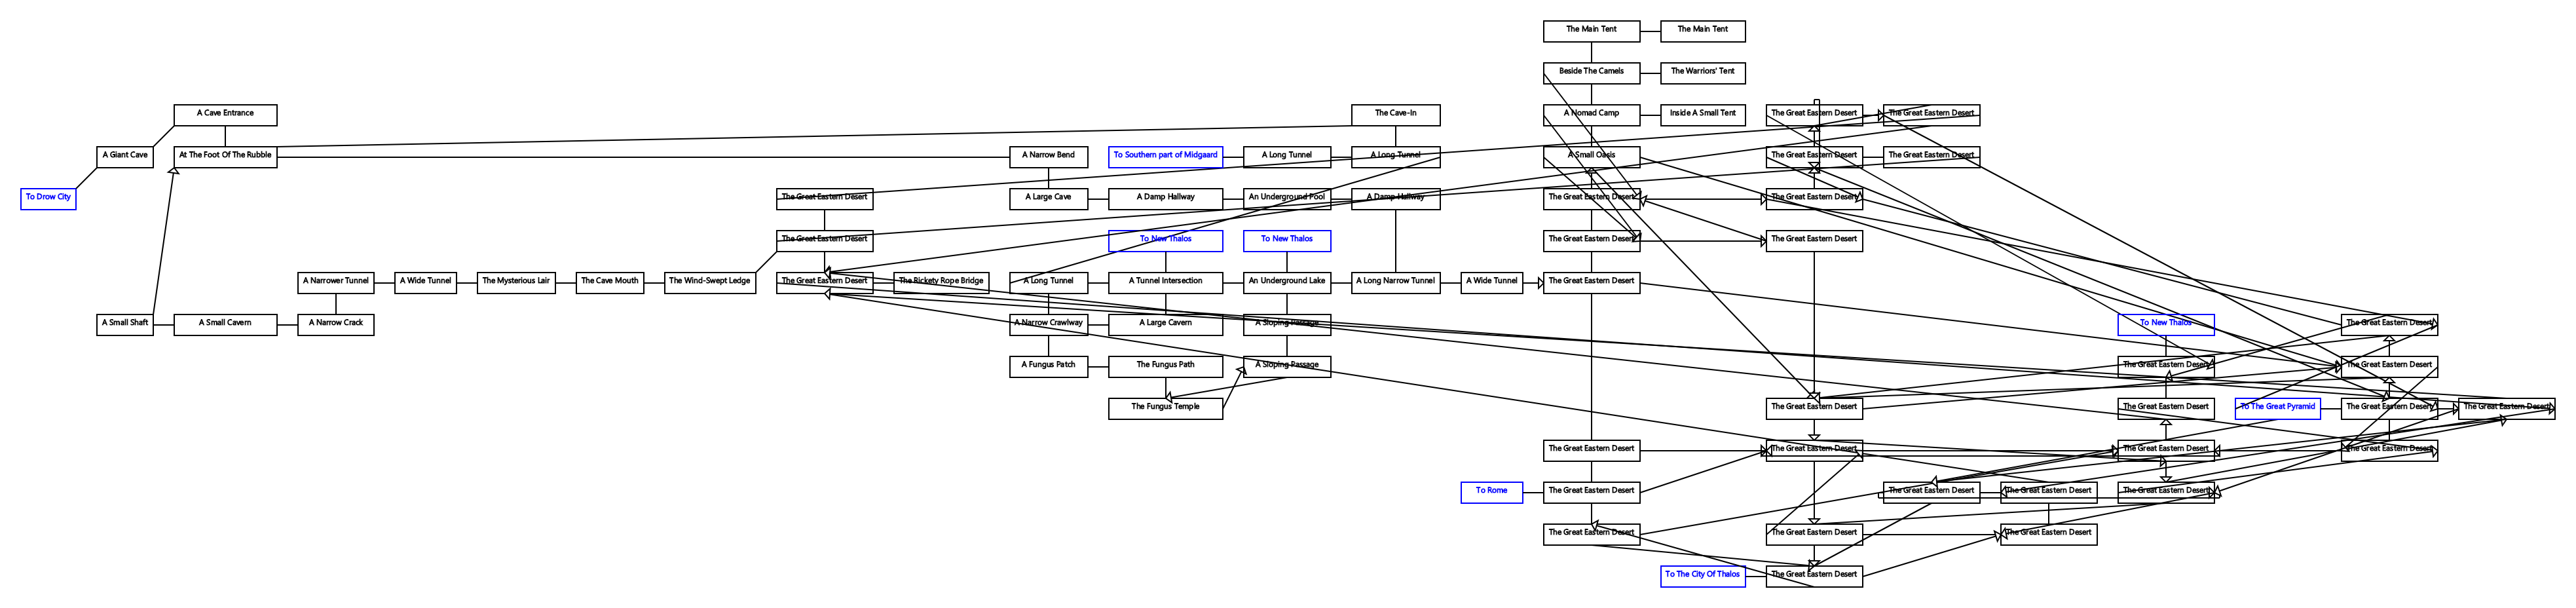 The Main Tent
The Main Tent
Beside The Camels
The Warriors' Tent
A Cave Entrance
The Cave-In
A Nomad Camp
Inside A Small Tent
The Great Eastern Desert
The Great Eastern Desert
A Giant Cave
At The Foot Of The Rubble
A Narrow Bend
To Southern part of Midgaard
A Long Tunnel
A Long Tunnel
A Small Oasis
The Great Eastern Desert
The Great Eastern Desert
To Drow City
The Great Eastern Desert
A Large Cave
A Damp Hallway
An Underground Pool
A Damp Hallway
The Great Eastern Desert
The Great Eastern Desert
The Great Eastern Desert
To New Thalos
To New Thalos
The Great Eastern Desert
The Great Eastern Desert
A Narrower Tunnel
A Wide Tunnel
The Mysterious Lair
The Cave Mouth
The Wind-Swept Ledge
The Great Eastern Desert
The Rickety Rope Bridge
A Long Tunnel
A Tunnel Intersection
An Underground Lake
A Long Narrow Tunnel
A Wide Tunnel
The Great Eastern Desert
A Small Shaft
A Small Cavern
A Narrow Crack
A Narrow Crawlway
A Large Cavern
A Sloping Passage
To New Thalos
The Great Eastern Desert
A Fungus Patch
The Fungus Path
A Sloping Passage
The Great Eastern Desert
The Great Eastern Desert
The Fungus Temple
The Great Eastern Desert
The Great Eastern Desert
To The Great Pyramid
The Great Eastern Desert
The Great Eastern Desert
The Great Eastern Desert
The Great Eastern Desert
The Great Eastern Desert
The Great Eastern Desert
To Rome
The Great Eastern Desert
The Great Eastern Desert
The Great Eastern Desert
The Great Eastern Desert
The Great Eastern Desert
The Great Eastern Desert
The Great Eastern Desert
To The City Of Thalos
The Great Eastern Desert